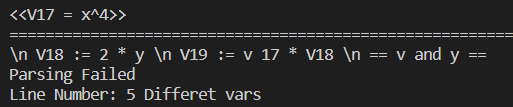 <<V17 = x^4>>
==========================================================
\n V18 := 2 * y \n V19 := v 17 * V18 \n == v and y ==
Parsing Failed
Line Number: 5 Differet vars